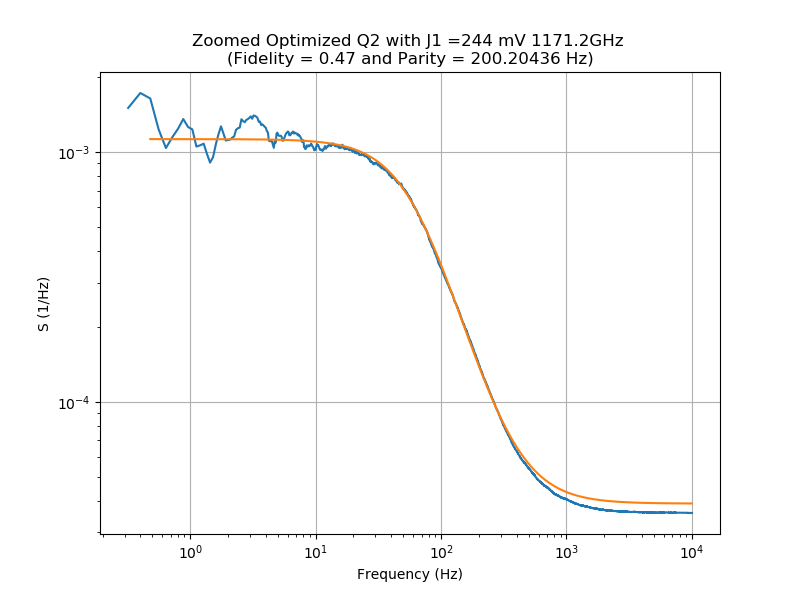 Zoomed Optimized Q2 with J1 =244 mV 1171.2GHz
(Fidelity = 0.47 and Parity = 200.20436 Hz)
S (1/Hz)
10⁻³
10⁻⁴
10⁰ 10¹ 10² 10³ 10⁴
Frequency (Hz)